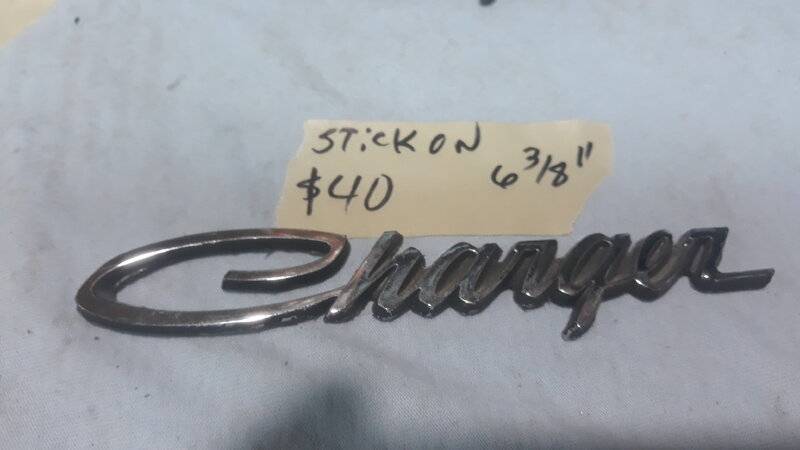 STICK ON
$40 6 3/8"
Charger